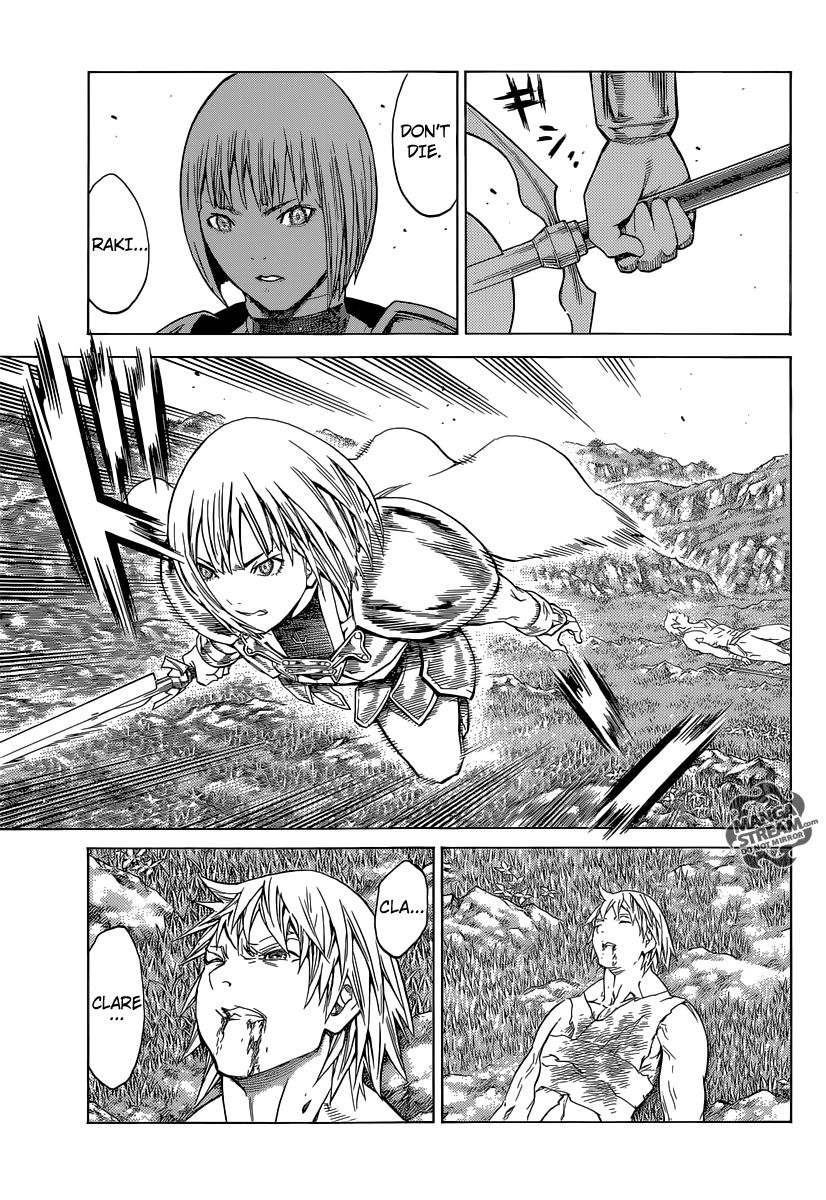 DON'T
DIE.
RAKI...
MANGA
STREAM.com
DO NOT MIRROR
CLA...
CLARE
...